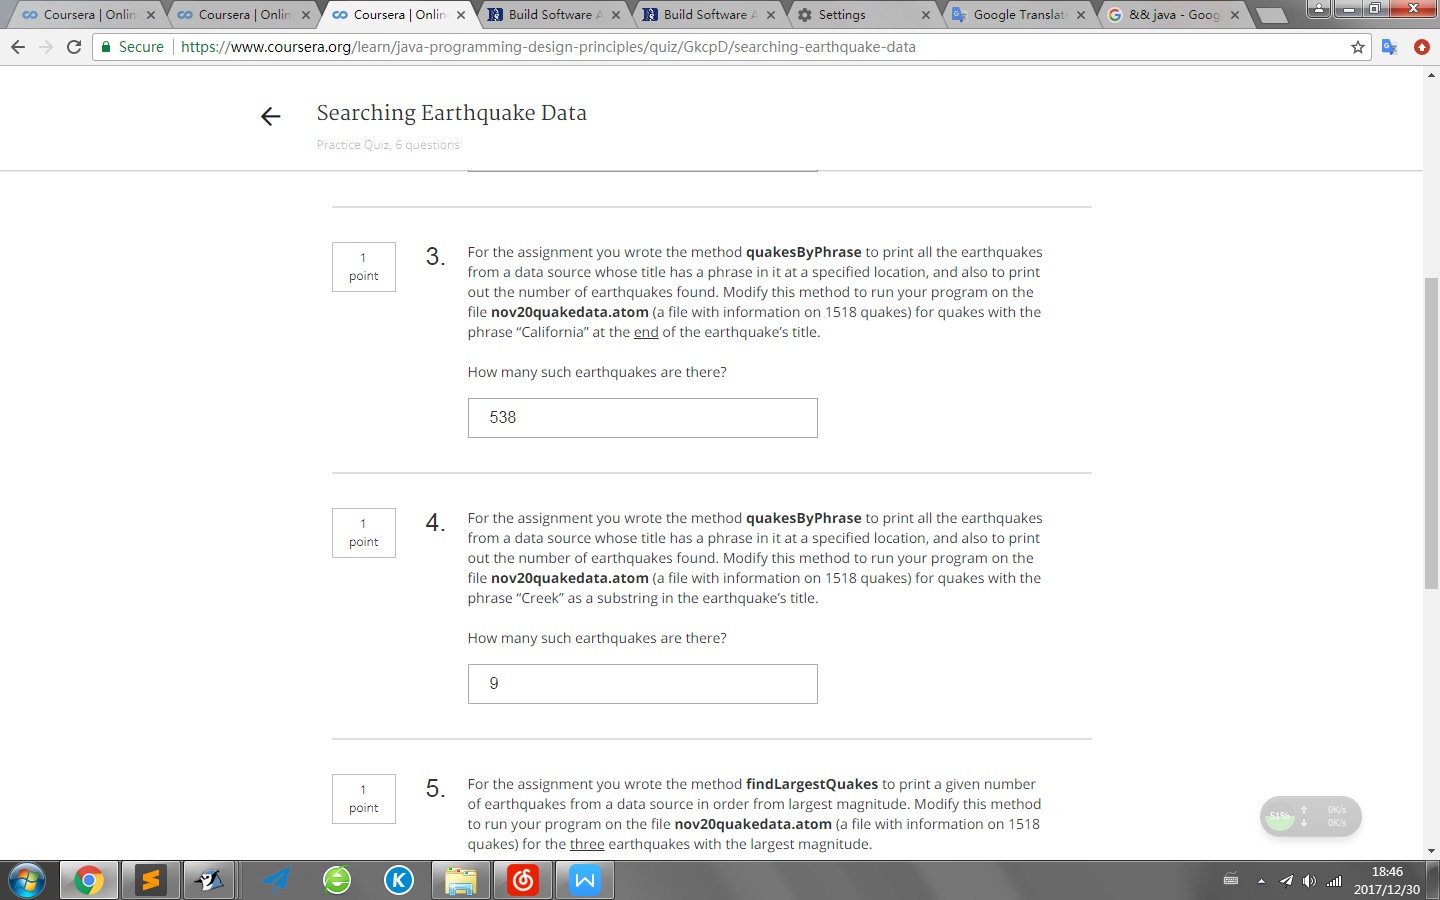 Coursera | Onlin
Coursera | Onlin
Coursera | Onlin
Build Software A
Build Software A
Settings
Google Translat
&& java - Goog
Secure
https://www.coursera.org/learn/java-programming-design-principles/quiz/GkcpD/searching-earthquake-data
Searching Earthquake Data
Practice Quiz, 6 questions
1
point
3.
For the assignment you wrote the method quakesByPhrase to print all the earthquakes
from a data source whose title has a phrase in it at a specified location, and also to print
out the number of earthquakes found. Modify this method to run your program on the
file nov20quakedata.atom (a file with information on 1518 quakes) for quakes with the
phrase “California” at the end of the earthquake’s title.
How many such earthquakes are there?
538
1
point
4.
For the assignment you wrote the method quakesByPhrase to print all the earthquakes
from a data source whose title has a phrase in it at a specified location, and also to print
out the number of earthquakes found. Modify this method to run your program on the
file nov20quakedata.atom (a file with information on 1518 quakes) for quakes with the
phrase “Creek” as a substring in the earthquake’s title.
How many such earthquakes are there?
9
1
point
5.
For the assignment you wrote the method findLargestQuakes to print a given number
of earthquakes from a data source in order from largest magnitude. Modify this method
to run your program on the file nov20quakedata.atom (a file with information on 1518
quakes) for the three earthquakes with the largest magnitude.
51%
0K/s
0K/s
18:46
2017/12/30